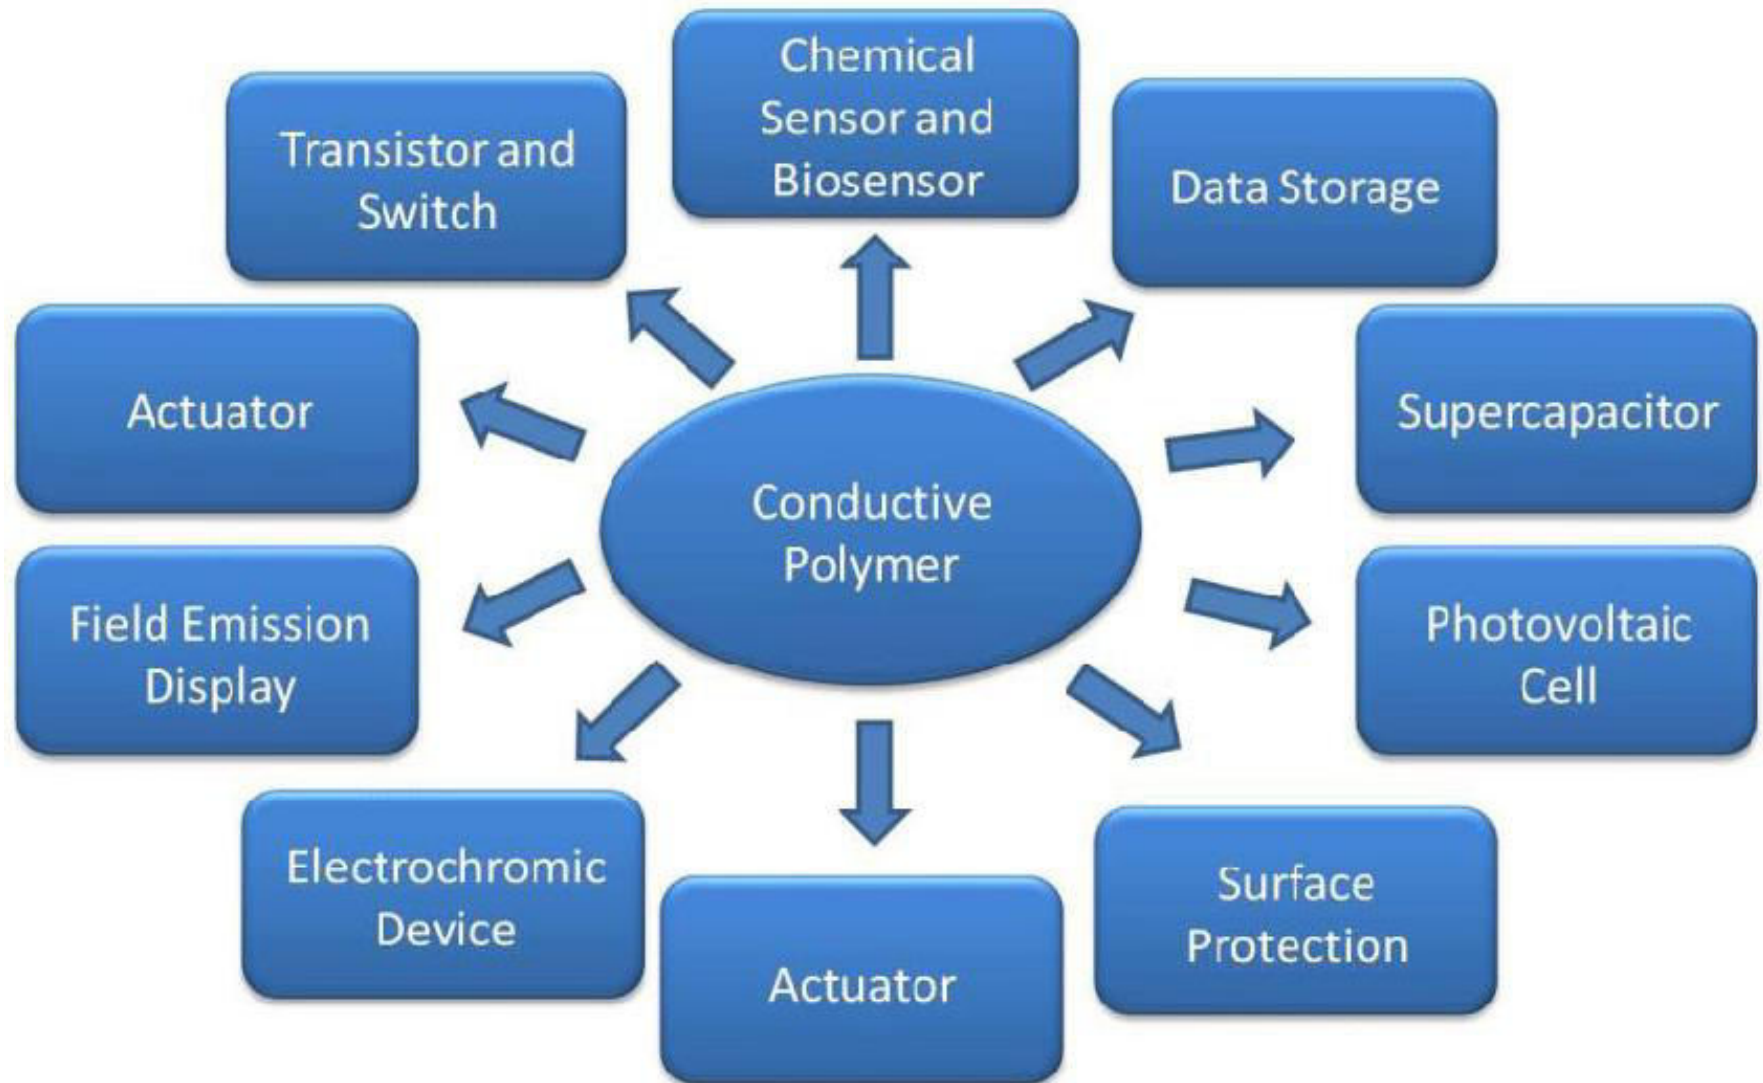 Chemical
Sensor and
Biosensor
Transistor and
Switch
Data Storage
Actuator
Supercapacitor
Conductive
Polymer
Field Emission
Display
Photovoltaic
Cell
Electrochromic
Device
Surface
Protection
Actuator